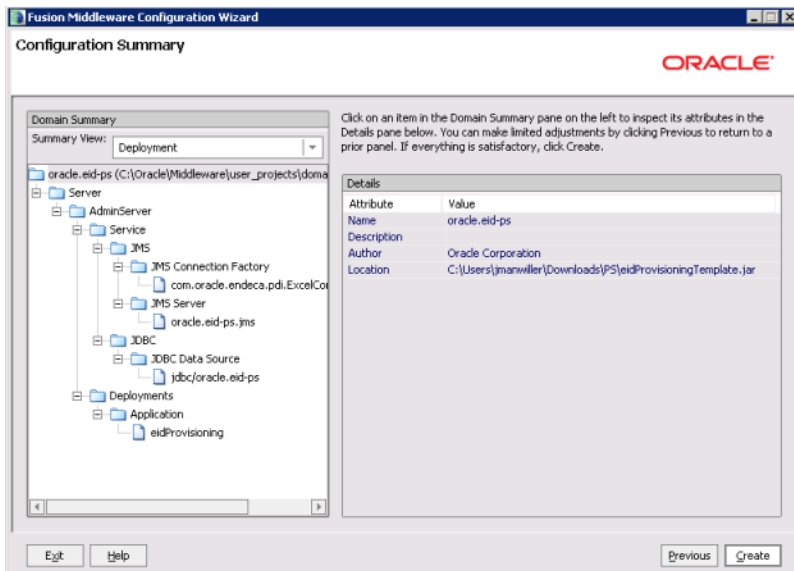 Fusion Middleware Configuration Wizard
Configuration Summary
ORACLE
Domain Summary
Summary View:
Deployment
oracle.eid-ps (C:\Oracle\Middleware\user_projects\doma
Server
AdminServer
Service
JMS
JMS Connection Factory
com.oracle.endeca.pdi.ExcelCo
JMS Server
oracle.eid-ps.jms
JDBC
JDBC Data Source
jdbc/oracle.eid-ps
Deployments
Application
eidProvisioning
Click on an item in the Domain Summary pane on the left to inspect its attributes in the
Details pane below. You can make limited adjustments by clicking Previous to return to a
prior panel. If everything is satisfactory, click Create.
Details
Attribute Value
Name oracle.eid-ps
Description
Author Oracle Corporation
Location C:\Users\jmanwiller\Downloads\PS\eidProvisioningTemplate.jar
Exit Help Previous Create